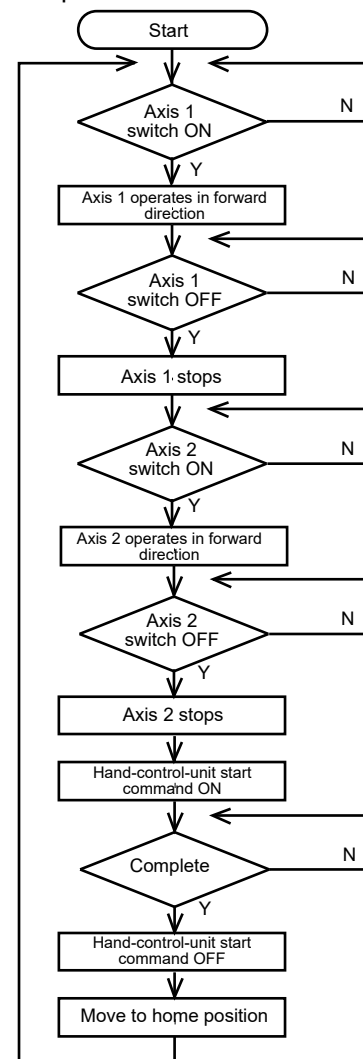 Start
Axis 1
switch ON
N
Y
Axis 1 operates in forward
direction
Axis 1
switch OFF
N
Y
Axis 1 stops
Axis 2
switch ON
N
Y
Axis 2 operates in forward
direction
Axis 2
switch OFF
N
Y
Axis 2 stops
Hand-control-unit start
command ON
Complete
N
Y
Hand-control-unit start
command OFF
Move to home position